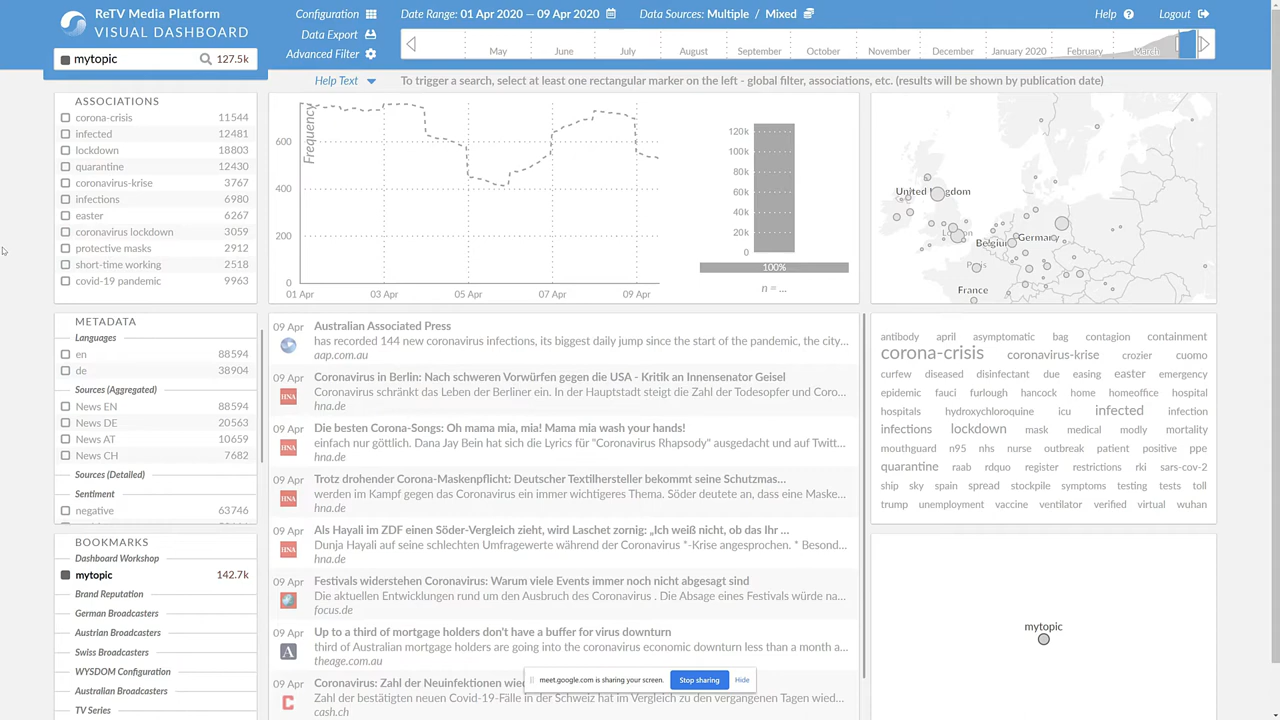 ReTV Media Platform
VISUAL DASHBOARD
Configuration
Data Export
Advanced Filter
Date Range: 01 Apr 2020 — 09 Apr 2020
Data Sources: Multiple / Mixed
Help
Logout
May June July August September October November December January 2020 February March
mytopic 127.5k
Help Text
To trigger a search, select at least one rectangular marker on the left - global filter, associations, etc. (results will be shown by publication date)
ASSOCIATIONS
corona-crisis 11544
infected 12481
lockdown 18803
quarantine 12430
coronavirus-krise 3767
infections 6980
easter 6267
coronavirus lockdown 3059
protective masks 2912
short-time working 2518
covid-19 pandemic 9963
Frequency
600
400
200
0
01 Apr 03 Apr 05 Apr 07 Apr 09 Apr
120k
100k
80k
60k
40k
20k
0
100%
n = ...
United Kingdom
London
Belgium
Germany
Paris
France
METADATA
Languages
en 88594
de 38904
Sources (Aggregated)
News EN 88594
News DE 20563
News AT 10659
News CH 7682
Sources (Detailed)
Sentiment
negative 63746
BOOKMARKS
Dashboard Workshop
mytopic 142.7k
Brand Reputation
German Broadcasters
Austrian Broadcasters
Swiss Broadcasters
WYSDOM Configuration
Australian Broadcasters
TV Series
09 Apr Australian Associated Press
has recorded 144 new coronavirus infections, its biggest daily jump since the start of the pandemic, the city...
aap.com.au
09 Apr Coronavirus in Berlin: Nach schweren Vorwürfen gegen die USA - Kritik an Innensenator Geisel
HNA Coronavirus schränkt das Leben der Berliner ein. In der Hauptstadt steigt die Zahl der Todesopfer und Coro...
hna.de
09 Apr Die besten Corona-Songs: Oh mama mia, mia! Mama mia wash your hands!
HNA einfach nur göttlich. Dana Jay Bein hat sich die Lyrics für "Coronavirus Rhapsody" ausgedacht und auf Twitt...
hna.de
09 Apr Trotz drohender Corona-Maskenpflicht: Deutscher Textilhersteller bekommt seine Schutzmas...
HNA werden im Kampf gegen das Coronavirus ein immer wichtigeres Thema. Söder deutete an, dass eine Maske...
hna.de
09 Apr Als Hayali im ZDF einen Söder-Vergleich zieht, wird Laschet zornig: „Ich weiß nicht, ob das Ihr ...
HNA Dunja Hayali auf seine schlechten Umfragewerte während der Coronavirus *-Krise angesprochen. * Besond...
hna.de
09 Apr Festivals widerstehen Coronavirus: Warum viele Events immer noch nicht abgesagt sind
Die aktuellen Entwicklungen rund um den Ausbruch des Coronavirus . Die Absage eines Festivals würde na...
focus.de
09 Apr Up to a third of mortgage holders don't have a buffer for virus downturn
A third of Australian mortgage holders are going into the coronavirus economic downturn less than a month a...
theage.com.au
09 Apr Coronavirus: Zahl der Neuinfektionen
C Zahl der bestätigten neuen Covid-19-Fälle in der Schweiz hat im Vergleich zu den vergangenen Tagen wied...
cash.ch
meet.google.com is sharing your screen. Stop sharing Hide
antibody april asymptomatic bag contagion containment
corona-crisis coronavirus-krise crozier cuomo
curfew diseased disinfectant due easing easter emergency
epidemic fauci furlough hancock home homeoffice hospital
hospitals hydroxychloroquine icu infected infection
infections lockdown mask medical modly mortality
mouthguard n95 nhs nurse outbreak patient positive ppe
quarantine raab rdquo register restrictions rki sars-cov-2
ship sky spain spread stockpile symptoms testing tests toll
trump unemployment vaccine ventilator verified virtual wuhan
mytopic